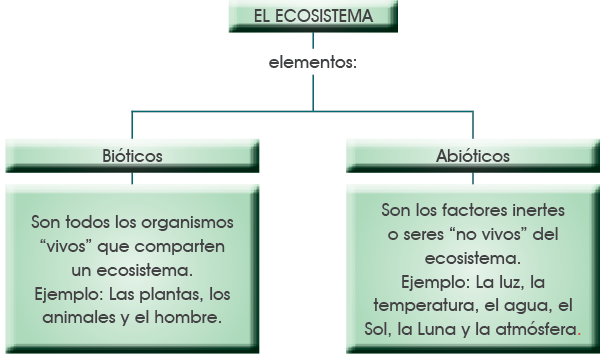 EL ECOSISTEMA
elementos:
Bióticos
Son todos los organismos
“vivos” que comparten
un ecosistema.
Ejemplo: Las plantas, los
animales y el hombre.
Abióticos
Son los factores inertes
o seres “no vivos” del
ecosistema.
Ejemplo: La luz, la
temperatura, el agua, el
Sol, la Luna y la atmósfera.